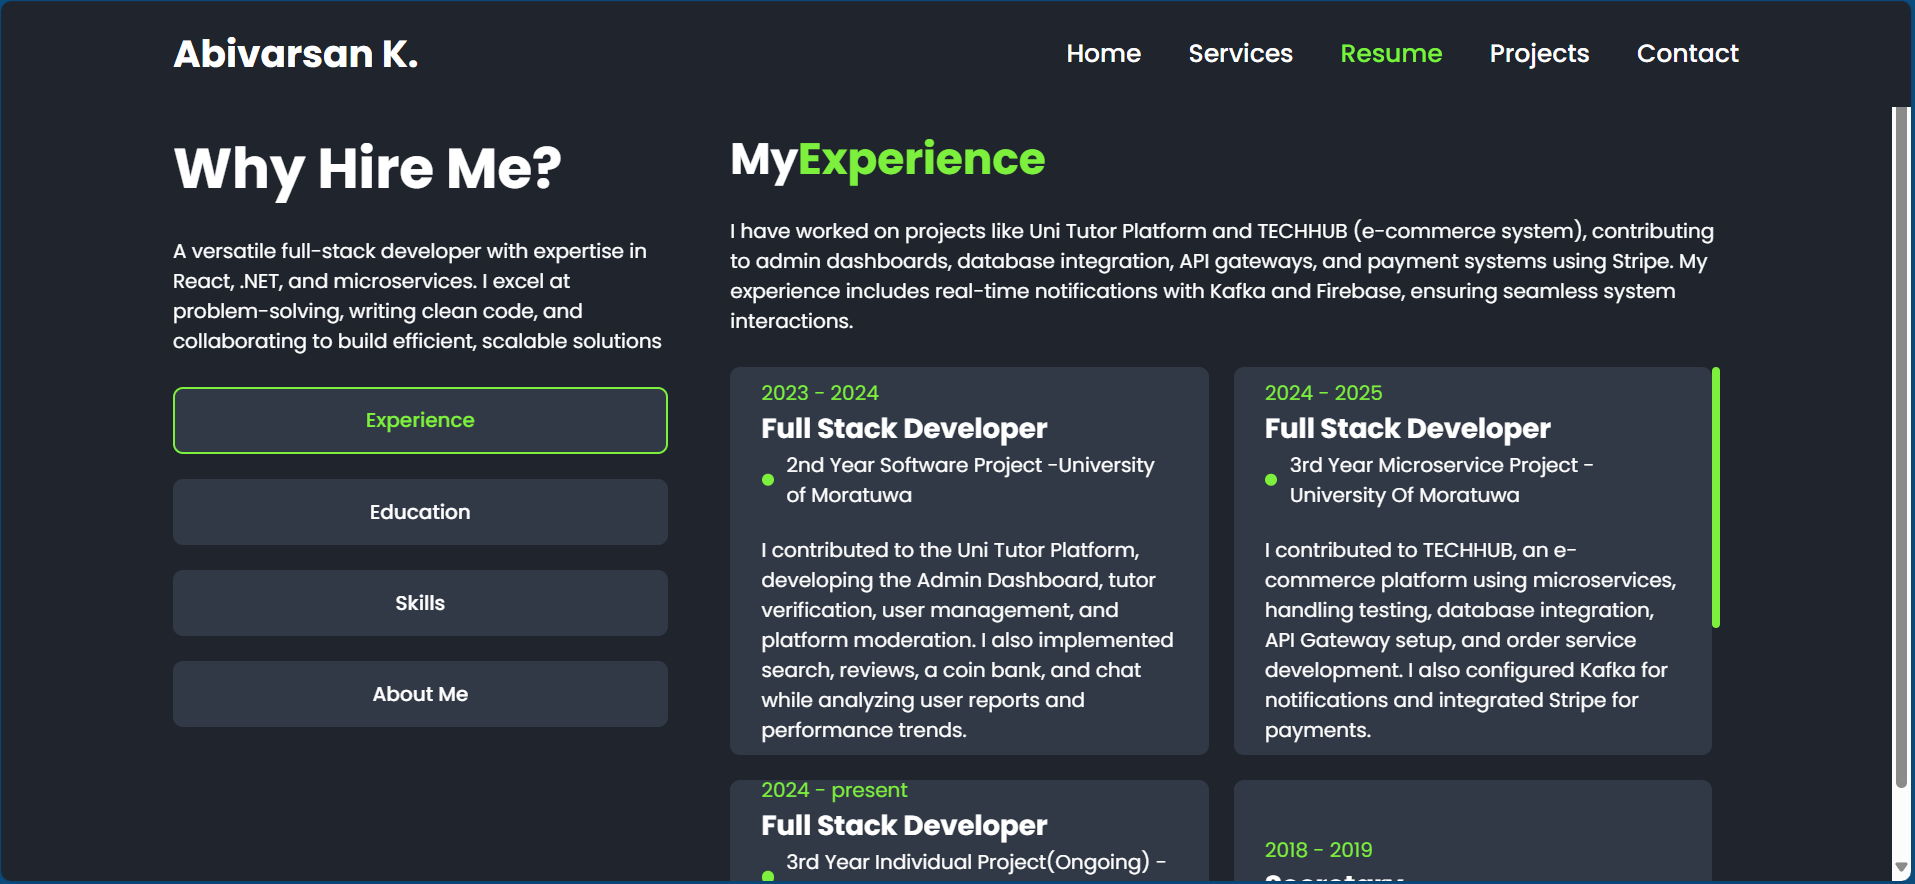 Abivarsan K.
Home Services Resume Projects Contact
Why Hire Me?
A versatile full-stack developer with expertise in
React, .NET, and microservices. I excel at
problem-solving, writing clean code, and
collaborating to build efficient, scalable solutions
Experience
Education
Skills
About Me
MyExperience
I have worked on projects like Uni Tutor Platform and TECHHUB (e-commerce system), contributing
to admin dashboards, database integration, API gateways, and payment systems using Stripe. My
experience includes real-time notifications with Kafka and Firebase, ensuring seamless system
interactions.
2023 - 2024
Full Stack Developer
2nd Year Software Project -University
of Moratuwa
I contributed to the Uni Tutor Platform,
developing the Admin Dashboard, tutor
verification, user management, and
platform moderation. I also implemented
search, reviews, a coin bank, and chat
while analyzing user reports and
performance trends.
2024 - 2025
Full Stack Developer
3rd Year Microservice Project -
University Of Moratuwa
I contributed to TECHHUB, an e-
commerce platform using microservices,
handling testing, database integration,
API Gateway setup, and order service
development. I also configured Kafka for
notifications and integrated Stripe for
payments.
2024 - present
Full Stack Developer
3rd Year Individual Project(Ongoing) -
2018 - 2019
Secretary